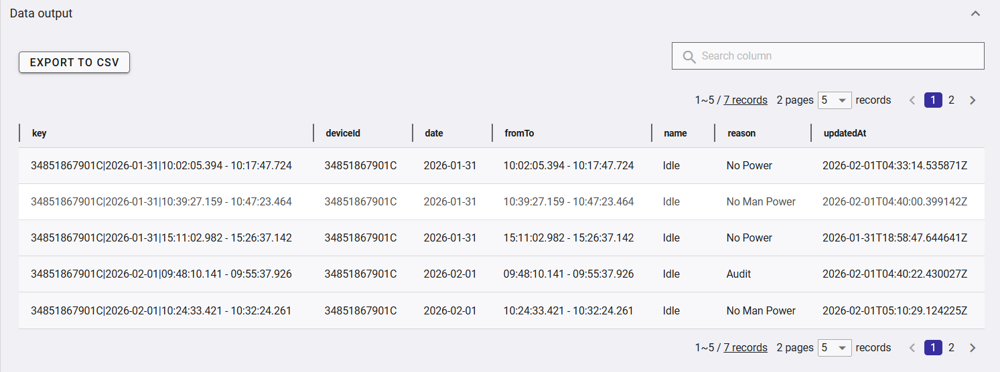 Data output
EXPORT TO CSV
Search column
1~5 / 7 records 2 pages 5 records 1 2
key deviceId date fromTo name reason updatedAt
34851867901C|2026-01-31|10:02:05.394 - 10:17:47.724 34851867901C 2026-01-31 10:02:05.394 - 10:17:47.724 Idle No Power 2026-02-01T04:33:14.535871Z
34851867901C|2026-01-31|10:39:27.159 - 10:47:23.464 34851867901C 2026-01-31 10:39:27.159 - 10:47:23.464 Idle No Man Power 2026-02-01T04:40:00.399142Z
34851867901C|2026-01-31|15:11:02.982 - 15:26:37.142 34851867901C 2026-01-31 15:11:02.982 - 15:26:37.142 Idle No Power 2026-01-31T18:58:47.644641Z
34851867901C|2026-02-01|09:48:10.141 - 09:55:37.926 34851867901C 2026-02-01 09:48:10.141 - 09:55:37.926 Idle Audit 2026-02-01T04:40:22.430027Z
34851867901C|2026-02-01|10:24:33.421 - 10:32:24.261 34851867901C 2026-02-01 10:24:33.421 - 10:32:24.261 Idle No Man Power 2026-02-01T05:10:29.124225Z
1~5 / 7 records 2 pages 5 records 1 2